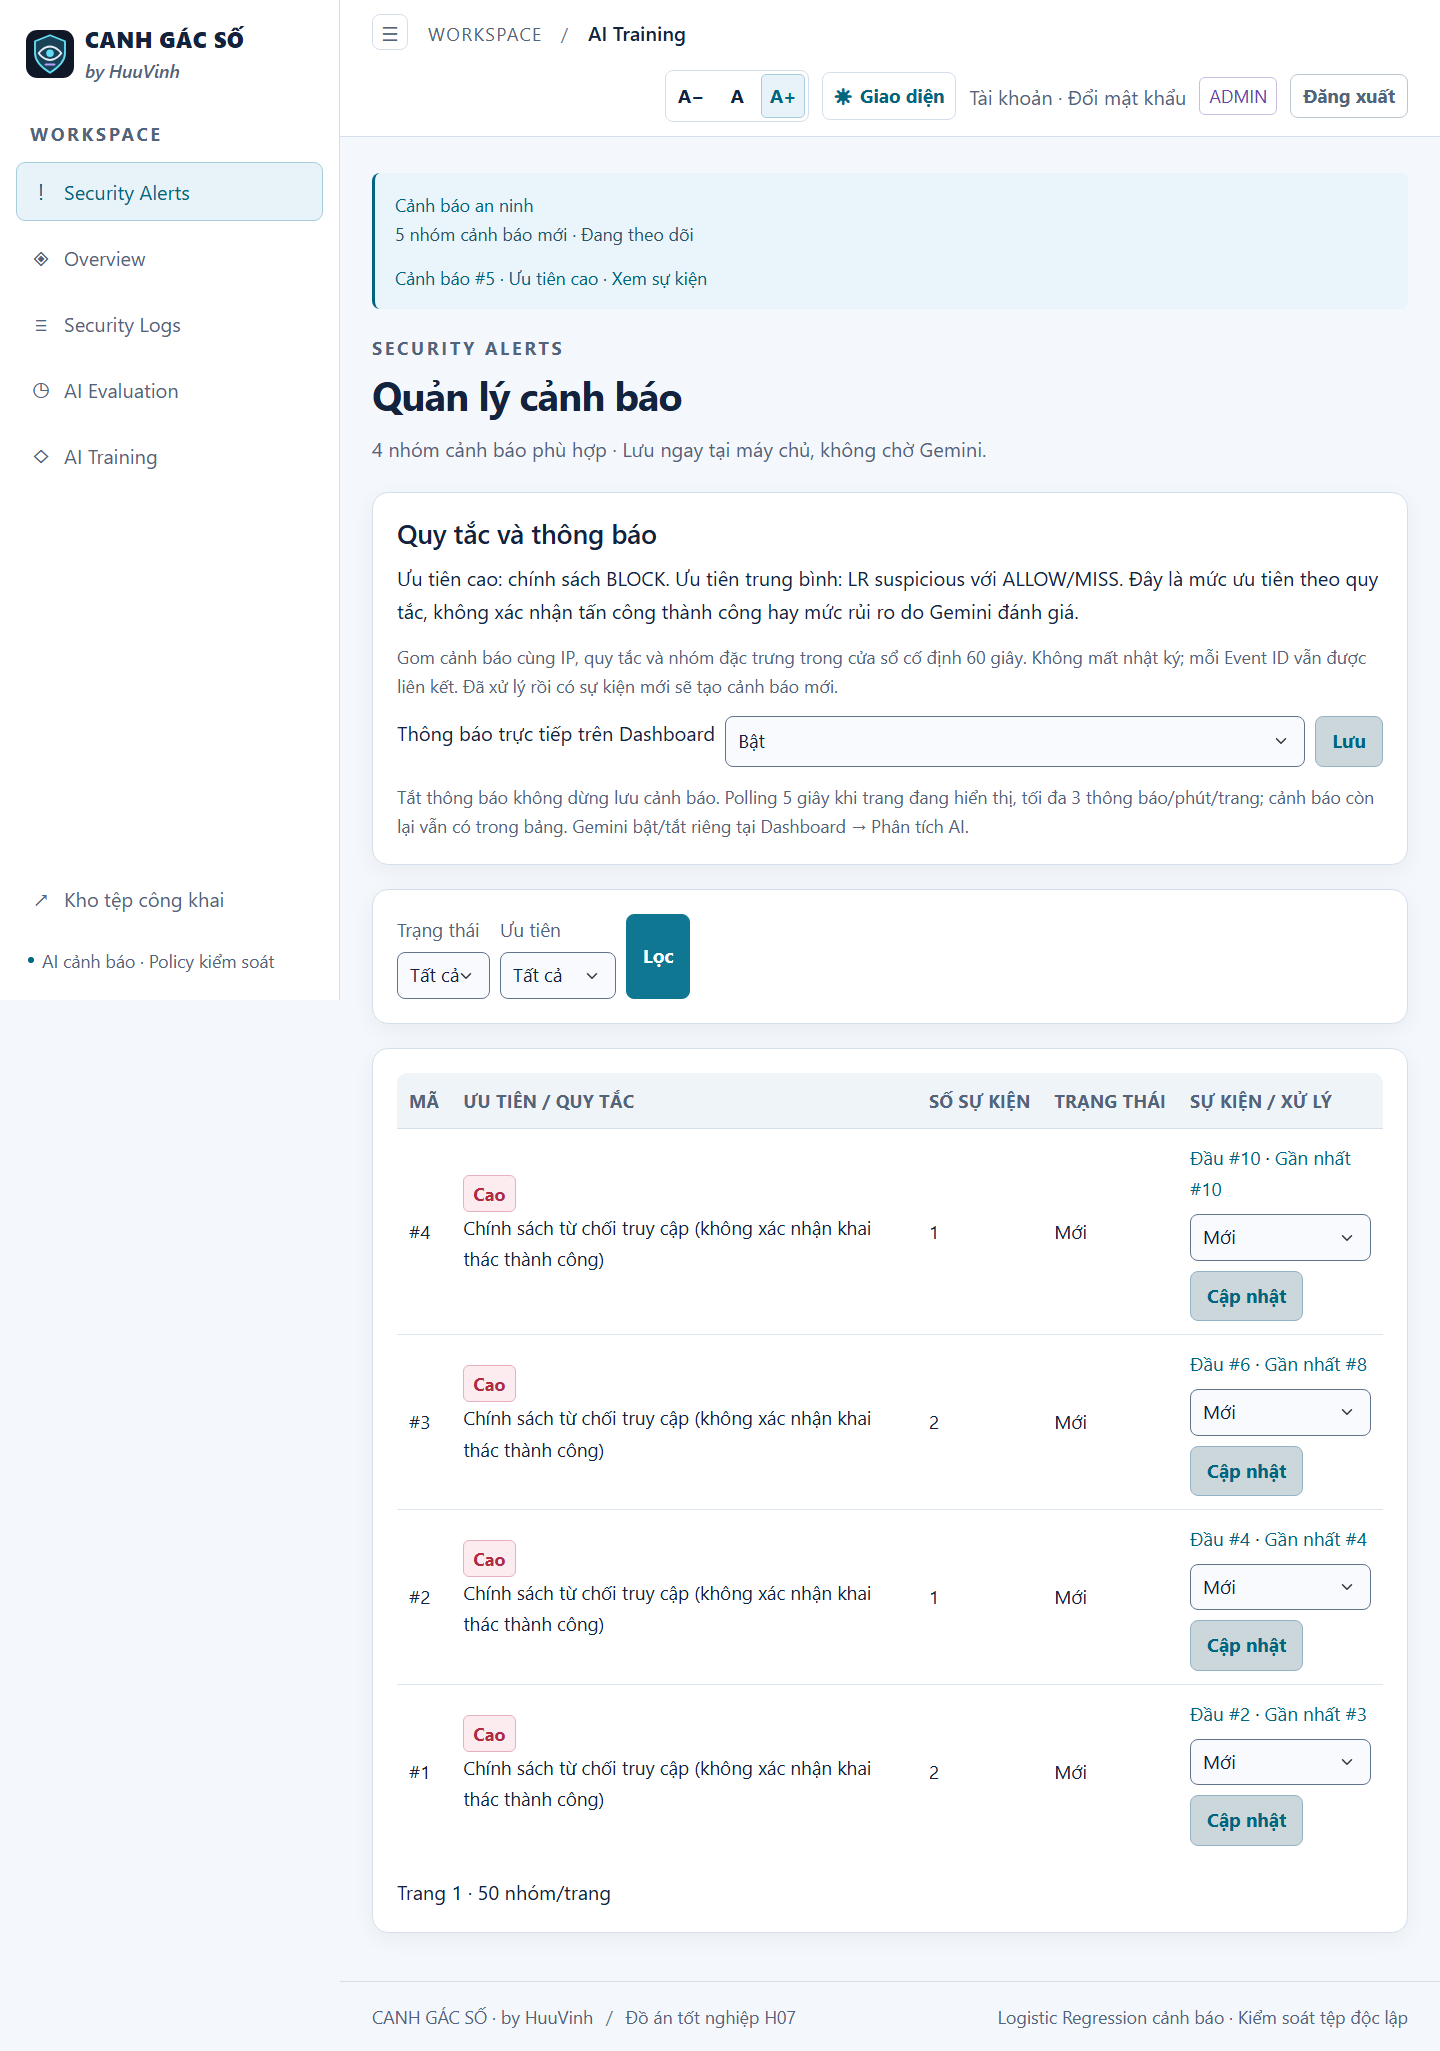 CANH GÁC SỐ
by HuuVinh
WORKSPACE
! Security Alerts
Overview
Security Logs
AI Evaluation
AI Training
Kho tệp công khai
AI cảnh báo · Policy kiểm soát
WORKSPACE / AI Training
A− A A+ Giao diện Tài khoản · Đổi mật khẩu ADMIN Đăng xuất
Cảnh báo an ninh
5 nhóm cảnh báo mới · Đang theo dõi
Cảnh báo #5 · Ưu tiên cao · Xem sự kiện
SECURITY ALERTS
Quản lý cảnh báo
4 nhóm cảnh báo phù hợp · Lưu ngay tại máy chủ, không chờ Gemini.
Quy tắc và thông báo
Ưu tiên cao: chính sách BLOCK. Ưu tiên trung bình: LR suspicious với ALLOW/MISS. Đây là mức ưu tiên theo quy
tắc, không xác nhận tấn công thành công hay mức rủi ro do Gemini đánh giá.
Gom cảnh báo cùng IP, quy tắc và nhóm đặc trưng trong cửa sổ cố định 60 giây. Không mất nhật ký; mỗi Event ID vẫn được
liên kết. Đã xử lý rồi có sự kiện mới sẽ tạo cảnh báo mới.
Thông báo trực tiếp trên Dashboard Bật Lưu
Tắt thông báo không dừng lưu cảnh báo. Polling 5 giây khi trang đang hiển thị, tối đa 3 thông báo/phút/trang; cảnh báo còn
lại vẫn có trong bảng. Gemini bật/tắt riêng tại Dashboard → Phân tích AI.
Trạng thái Ưu tiên
Tất cả Tất cả Lọc
MÃ ƯU TIÊN / QUY TẮC SỐ SỰ KIỆN TRẠNG THÁI SỰ KIỆN / XỬ LÝ
#4 Cao
Chính sách từ chối truy cập (không xác nhận khai
thác thành công)
1 Mới
Đầu #10 · Gần nhất
#10
Mới
Cập nhật
#3 Cao
Chính sách từ chối truy cập (không xác nhận khai
thác thành công)
2 Mới
Đầu #6 · Gần nhất #8
Mới
Cập nhật
#2 Cao
Chính sách từ chối truy cập (không xác nhận khai
thác thành công)
1 Mới
Đầu #4 · Gần nhất #4
Mới
Cập nhật
#1 Cao
Chính sách từ chối truy cập (không xác nhận khai
thác thành công)
2 Mới
Đầu #2 · Gần nhất #3
Mới
Cập nhật
Trang 1 · 50 nhóm/trang
CANH GÁC SỐ · by HuuVinh / Đồ án tốt nghiệp H07
Logistic Regression cảnh báo · Kiểm soát tệp độc lập